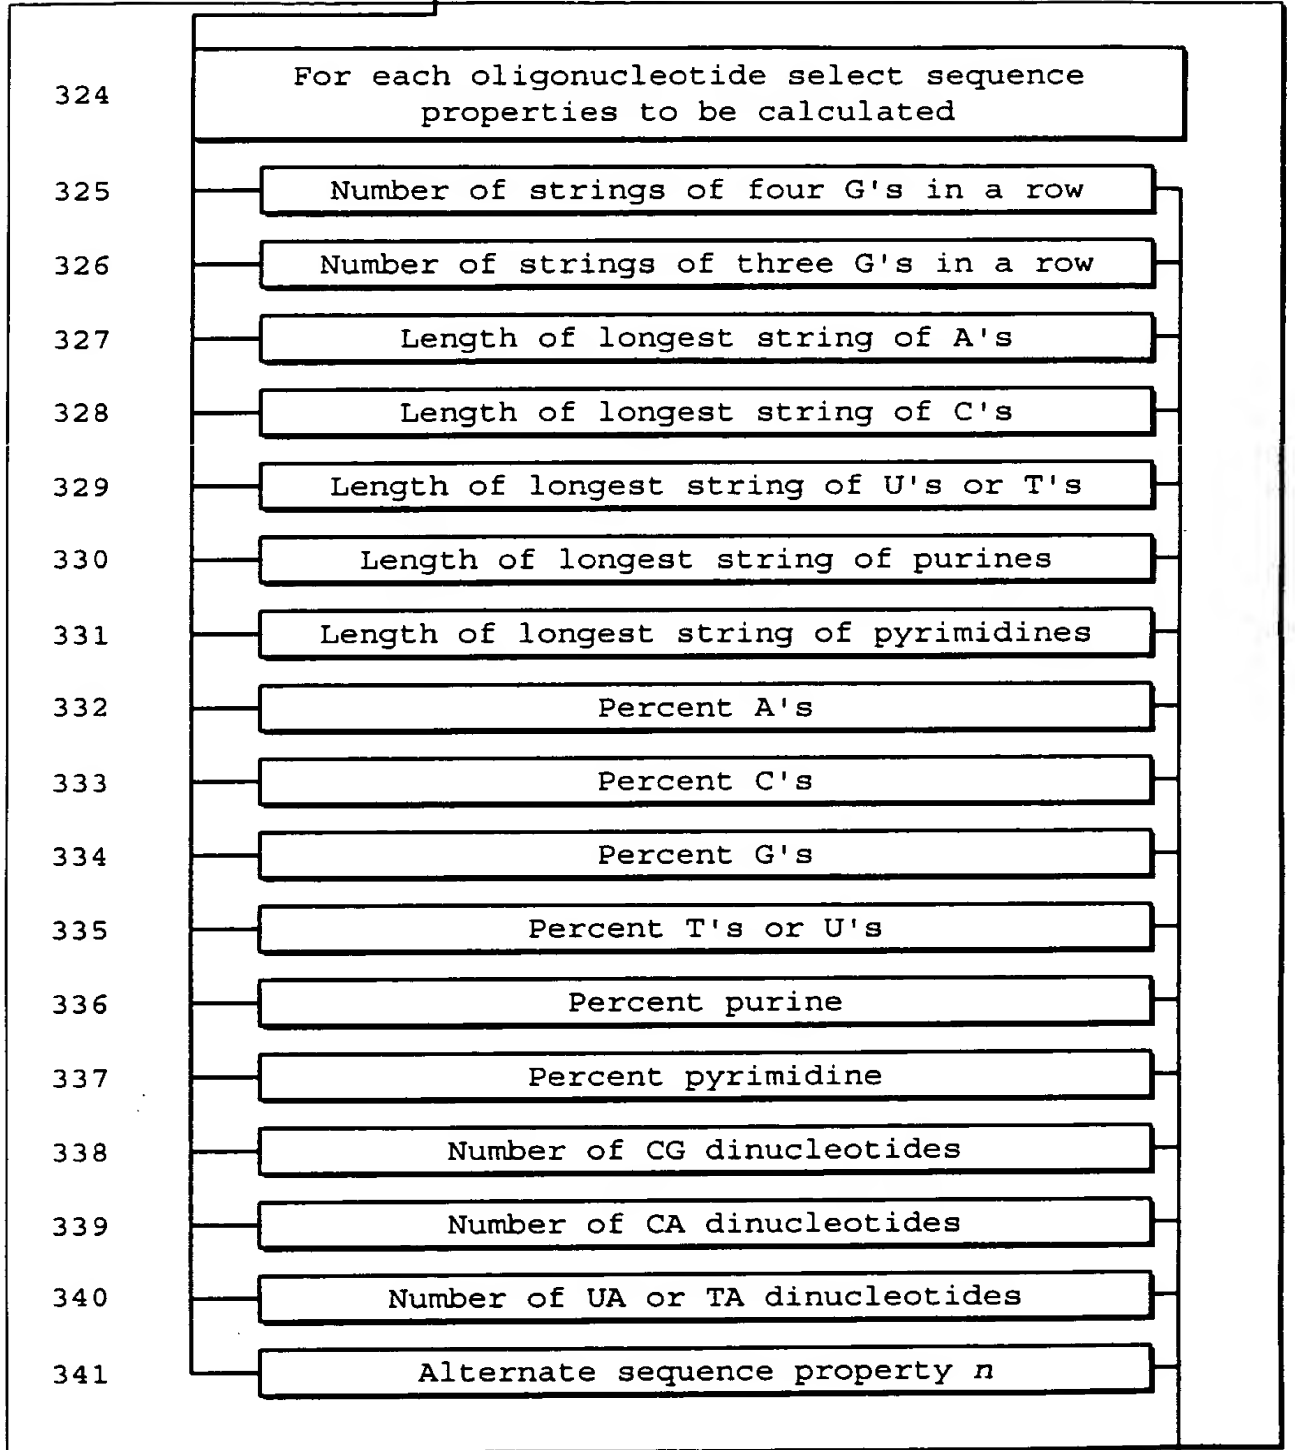 324 For each oligonucleotide select sequence
properties to be calculated
325 Number of strings of four G's in a row
326 Number of strings of three G's in a row
327 Length of longest string of A's
328 Length of longest string of C's
329 Length of longest string of U's or T's
330 Length of longest string of purines
331 Length of longest string of pyrimidines
332 Percent A's
333 Percent C's
334 Percent G's
335 Percent T's or U's
336 Percent purine
337 Percent pyrimidine
338 Number of CG dinucleotides
339 Number of CA dinucleotides
340 Number of UA or TA dinucleotides
341 Alternate sequence property n